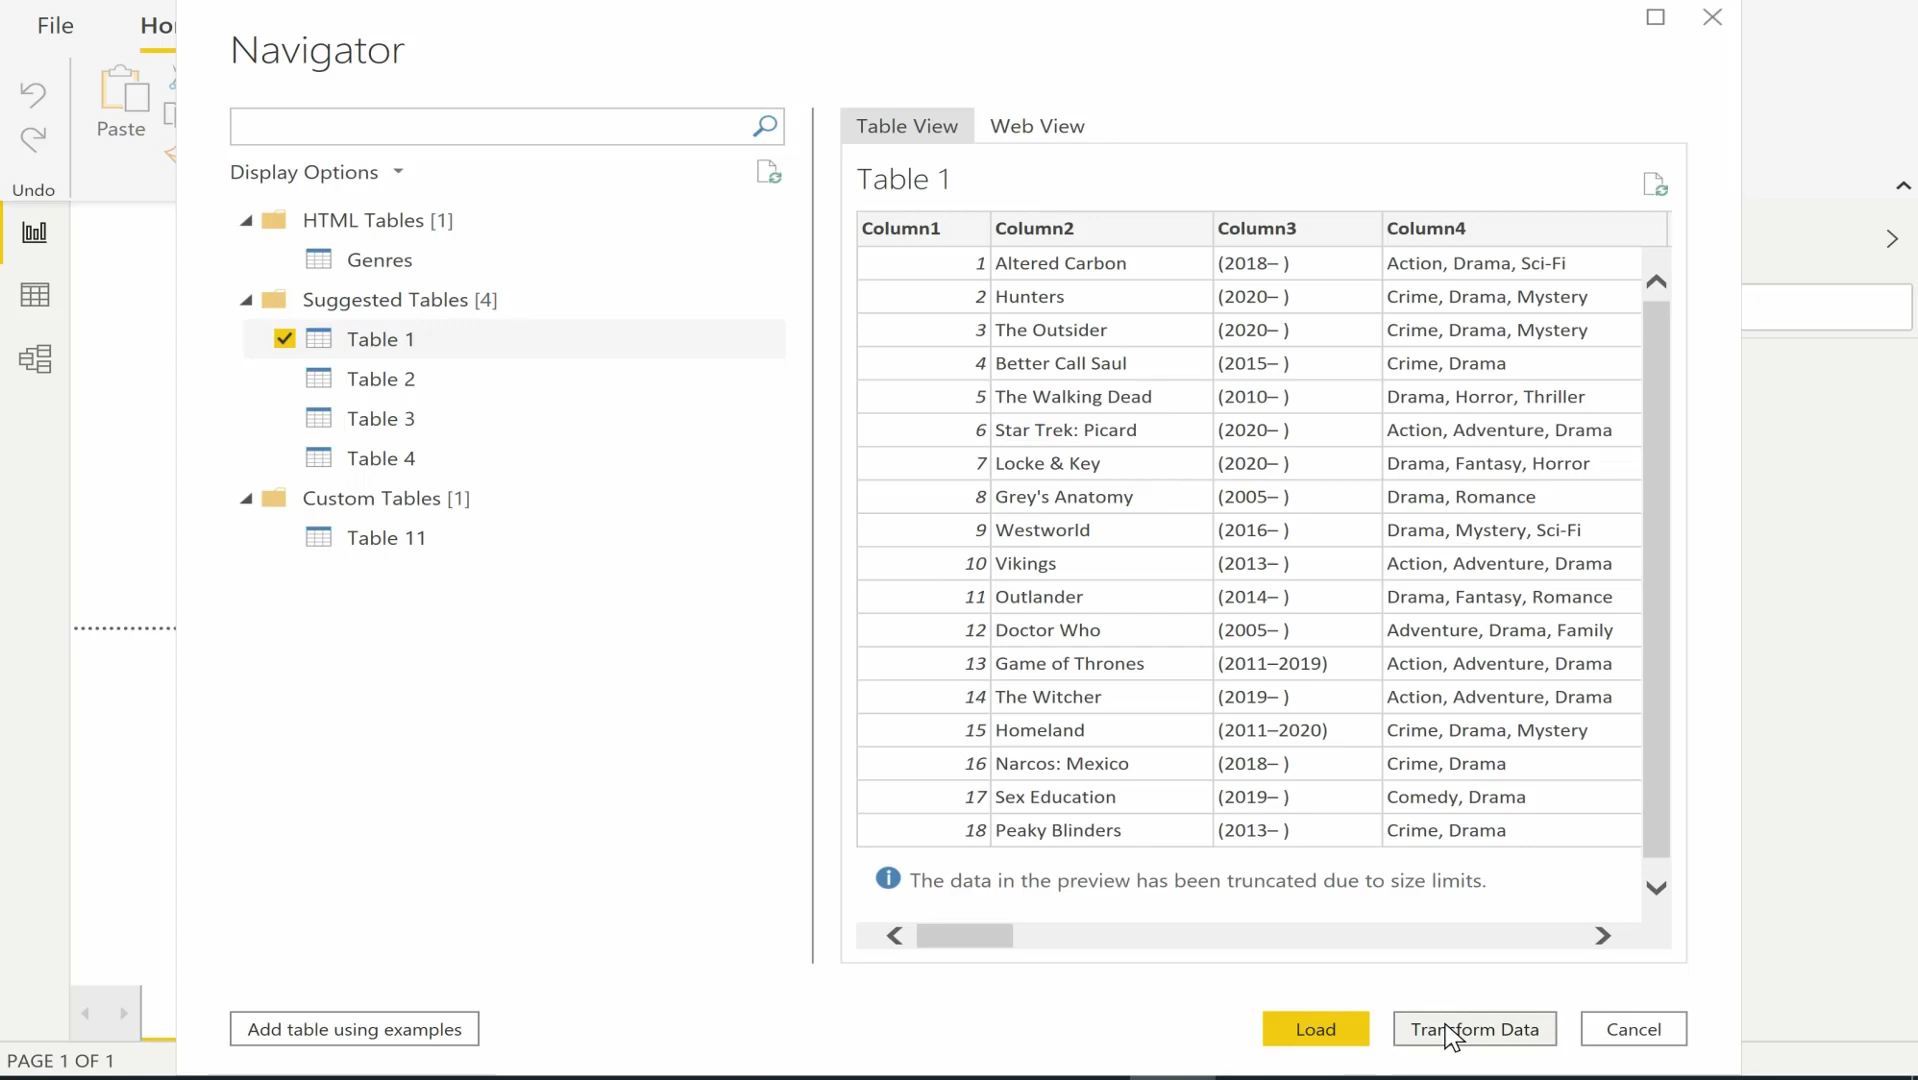 File
Hor
Navigator
Paste
Undo
Table View Web View
Display Options
Table 1
HTML Tables [1]
Genres
Suggested Tables [4]
Table 1
Table 2
Table 3
Table 4
Custom Tables [1]
Table 11
Column1 Column2 Column3 Column4
1 Altered Carbon (2018– ) Action, Drama, Sci-Fi
2 Hunters (2020– ) Crime, Drama, Mystery
3 The Outsider (2020– ) Crime, Drama, Mystery
4 Better Call Saul (2015– ) Crime, Drama
5 The Walking Dead (2010– ) Drama, Horror, Thriller
6 Star Trek: Picard (2020– ) Action, Adventure, Drama
7 Locke & Key (2020– ) Drama, Fantasy, Horror
8 Grey's Anatomy (2005– ) Drama, Romance
9 Westworld (2016– ) Drama, Mystery, Sci-Fi
10 Vikings (2013– ) Action, Adventure, Drama
11 Outlander (2014– ) Drama, Fantasy, Romance
12 Doctor Who (2005– ) Adventure, Drama, Family
13 Game of Thrones (2011–2019) Action, Adventure, Drama
14 The Witcher (2019– ) Action, Adventure, Drama
15 Homeland (2011–2020) Crime, Drama, Mystery
16 Narcos: Mexico (2018– ) Crime, Drama
17 Sex Education (2019– ) Comedy, Drama
18 Peaky Blinders (2013– ) Crime, Drama
The data in the preview has been truncated due to size limits.
Add table using examples
Load Transform Data Cancel
PAGE 1 OF 1